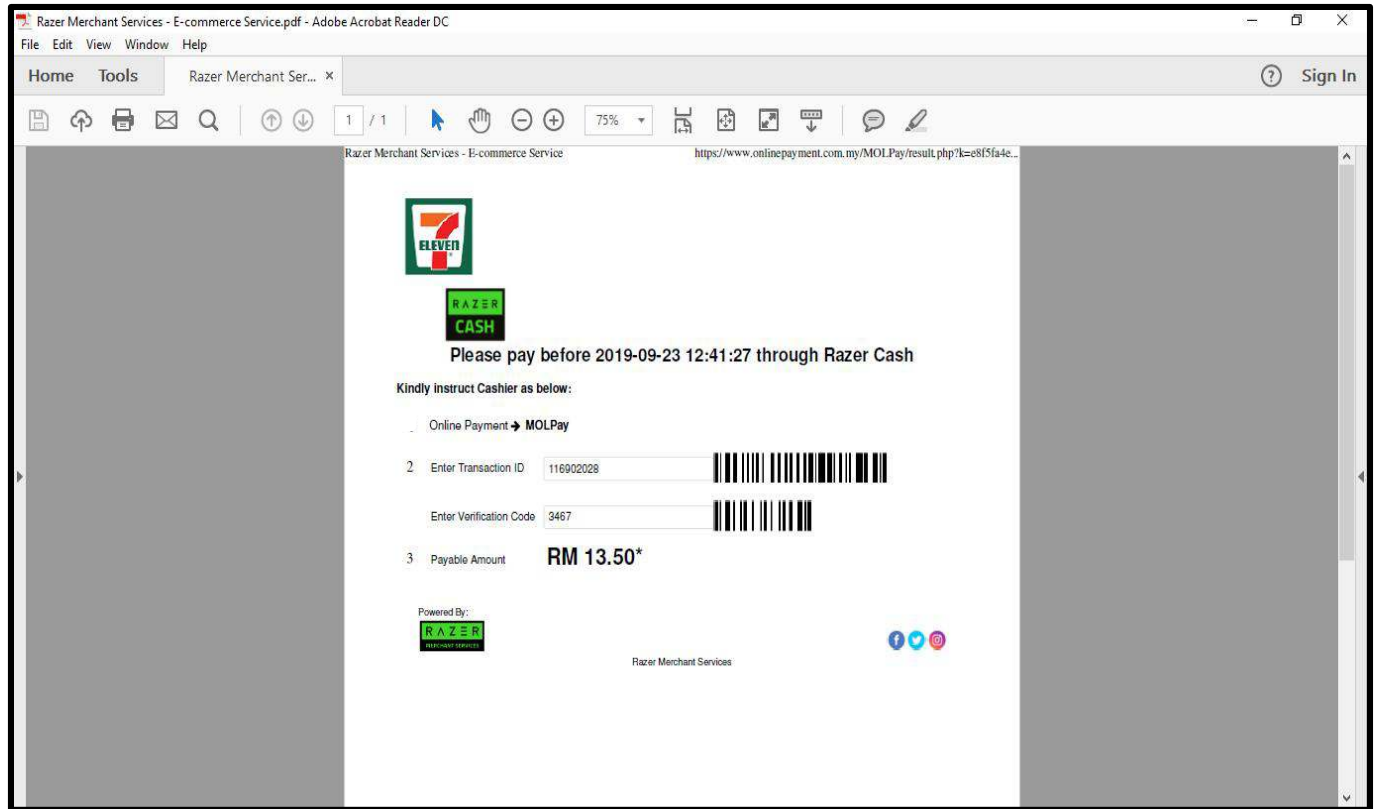 Razer Merchant Services - E-commerce Service.pdf - Adobe Acrobat Reader DC
File Edit View Window Help
Home Tools Razer Merchant Ser... × ? Sign In
1 / 1 75%
Razer Merchant Services - E-commerce Service https://www.onlinepayment.com.my/MOLPay/result.php?k=e8f5fa4e...
7
ELEVEN
RAZER
CASH
Please pay before 2019-09-23 12:41:27 through Razer Cash
Kindly instruct Cashier as below:
Online Payment → MOLPay
2 Enter Transaction ID 116902028
Enter Verification Code 3467
3 Payable Amount RM 13.50*
Powered By:
RAZER
MERCHANT SERVICES
Razer Merchant Services